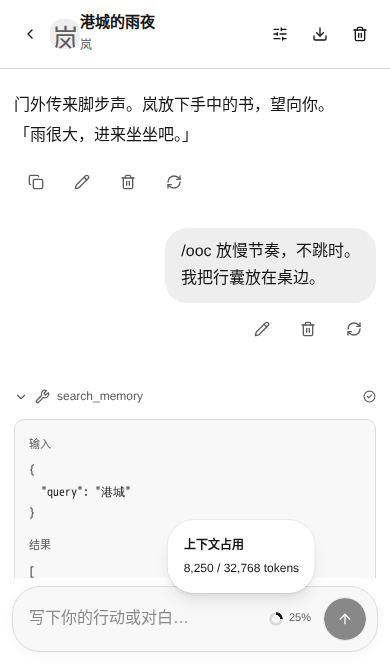 港城的雨夜
岚
岚
门外传来脚步声。岚放下手中的书，望向你。
「雨很大，进来坐坐吧。」
/ooc 放慢节奏，不跳时。
我把行囊放在桌边。
search_memory
输入
{
"query": "港城"
}
结果
[
上下文占用
8,250 / 32,768 tokens
写下你的行动或对白…
25%